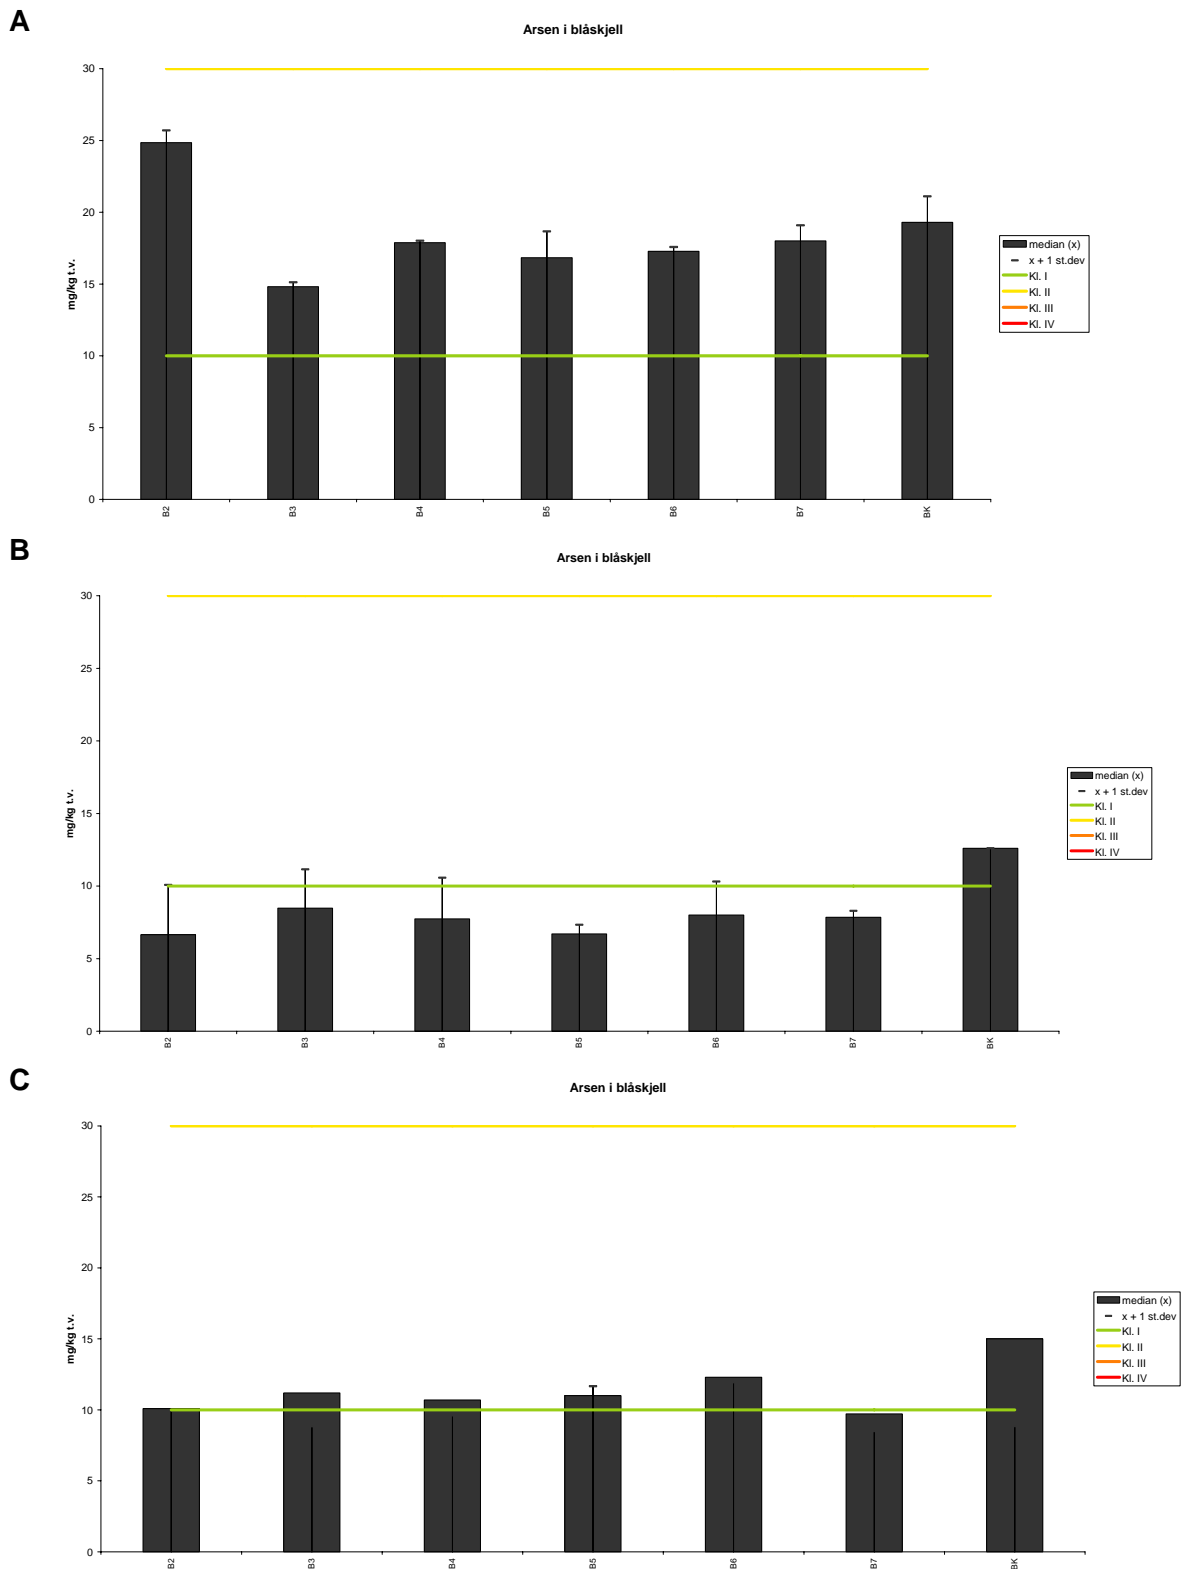 A
Arsen i blåskjell
30
25
20
15
10
5
0
mg/kg t.v.
B2
B3
B4
B5
B6
B7
BK
median (x)
x + 1 st.dev
Kl. I
Kl. II
Kl. III
Kl. IV
B
Arsen i blåskjell
30
25
20
15
10
5
0
mg/kg t.v.
B2
B3
B4
B5
B6
B7
BK
median (x)
x + 1 st.dev
Kl. I
Kl. II
Kl. III
Kl. IV
C
Arsen i blåskjell
30
25
20
15
10
5
0
mg/kg t.v.
B2
B3
B4
B5
B6
B7
BK
median (x)
x + 1 st.dev
Kl. I
Kl. II
Kl. III
Kl. IV